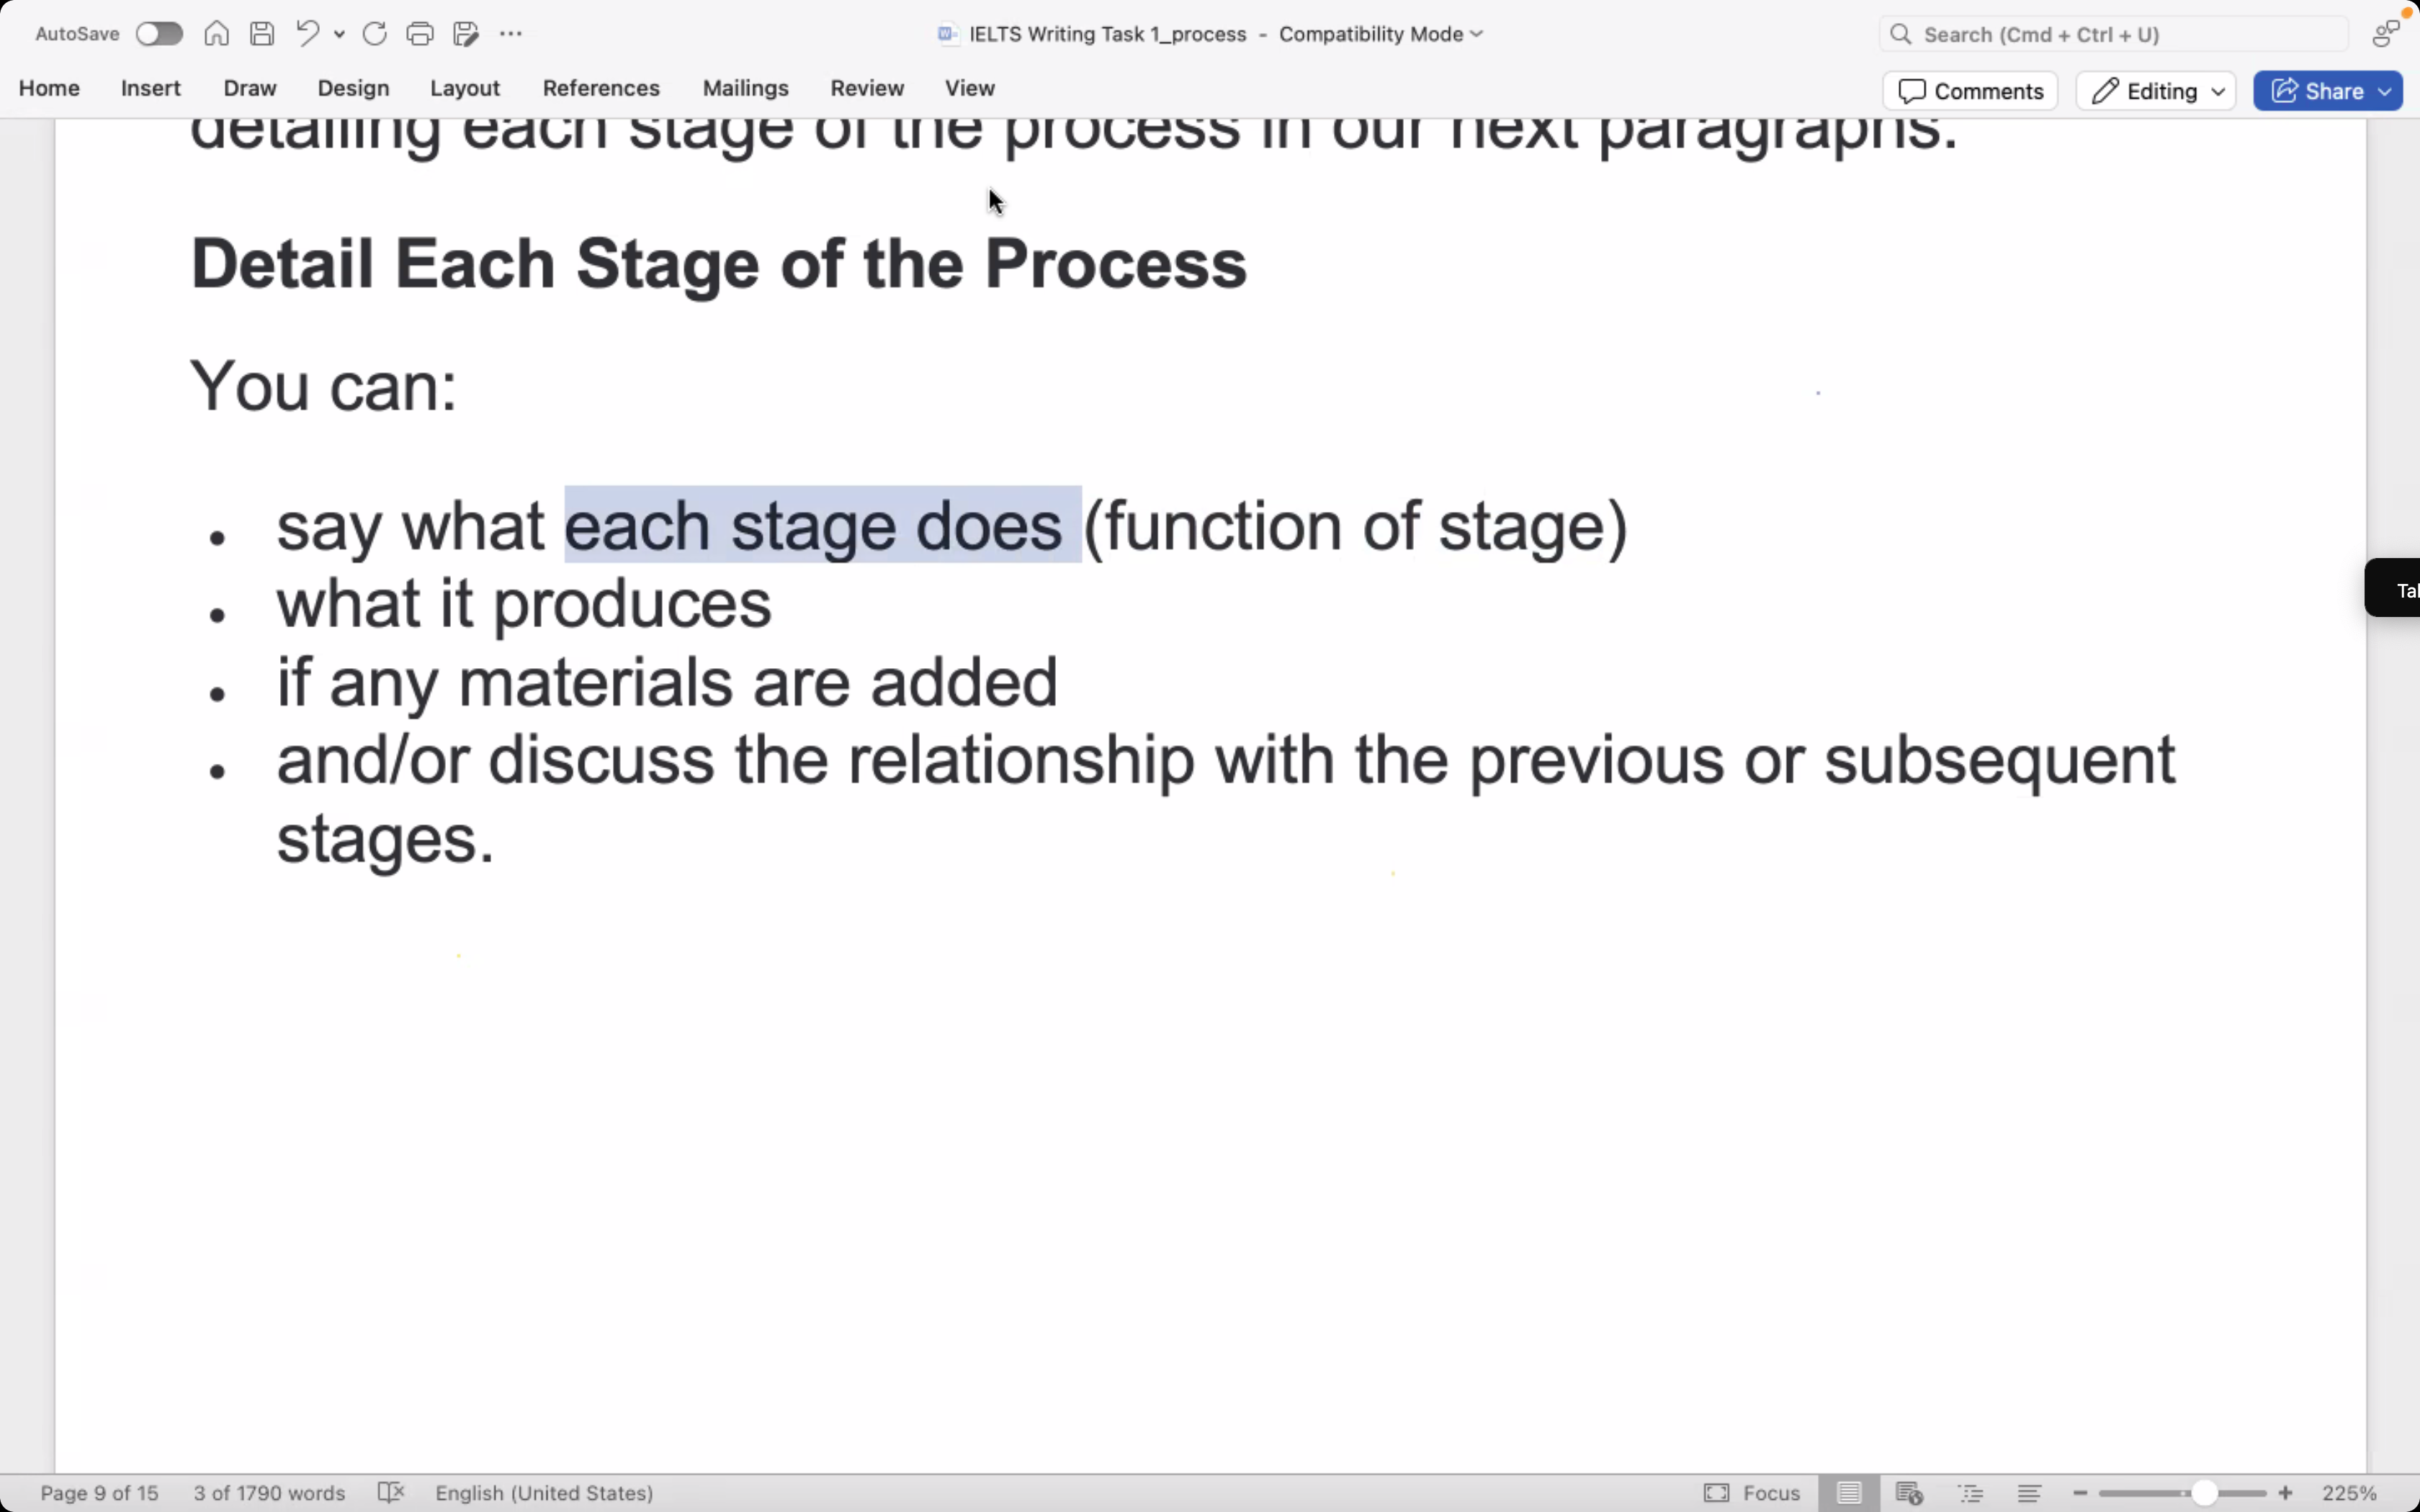 AutoSave
IELTS Writing Task 1_process - Compatibility Mode
Search (Cmd + Ctrl + U)
Home Insert Draw Design Layout References Mailings Review View
Comments Editing Share
detailing each stage of the process in our next paragraphs.
Detail Each Stage of the Process
You can:
• say what each stage does (function of stage)
• what it produces
• if any materials are added
• and/or discuss the relationship with the previous or subsequent
stages.
Page 9 of 15 3 of 1790 words English (United States) Focus 225%